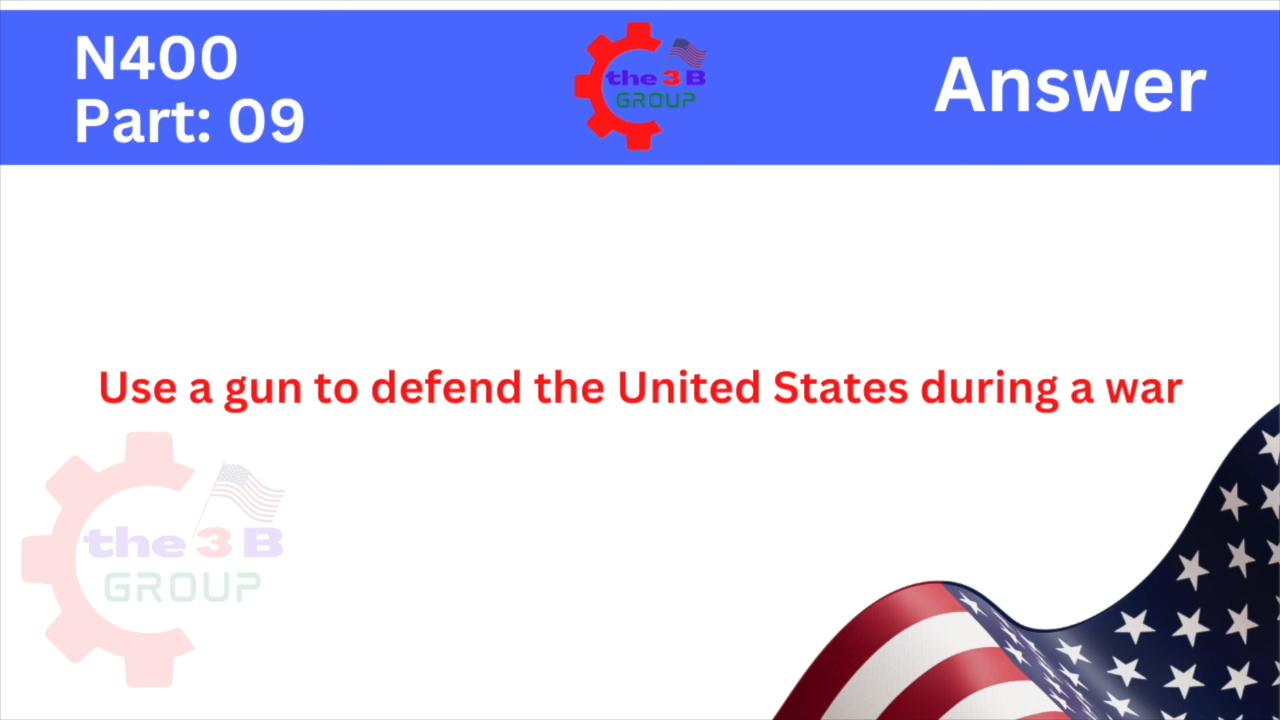 N400
Part: 09
the 3 B
GROUP
Answer
Use a gun to defend the United States during a war
the 3 B
GROUP